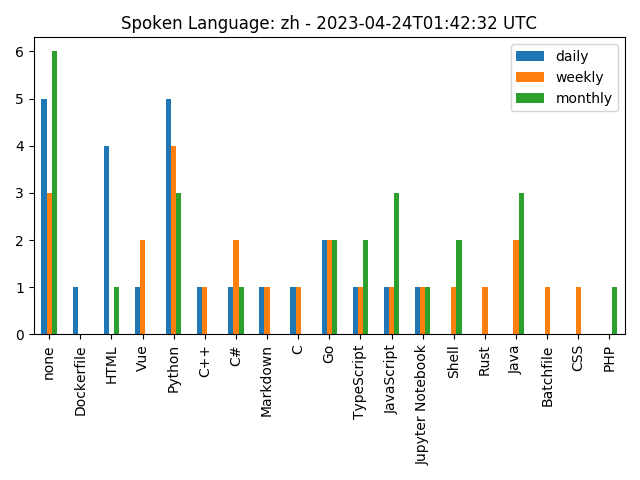 Spoken Language: zh - 2023-04-24T01:42:32 UTC
daily
weekly
monthly
6
5
4
3
2
1
0
none
Dockerfile
HTML
Vue
Python
C++
C#
Markdown
C
Go
TypeScript
JavaScript
Jupyter Notebook
Shell
Rust
Java
Batchfile
CSS
PHP